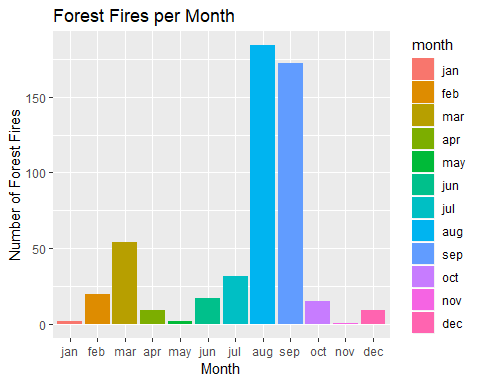 Forest Fires per Month
Number of Forest Fires
150
100
50
0
jan feb mar apr may jun jul aug sep oct nov dec
Month
month
jan
feb
mar
apr
may
jun
jul
aug
sep
oct
nov
dec